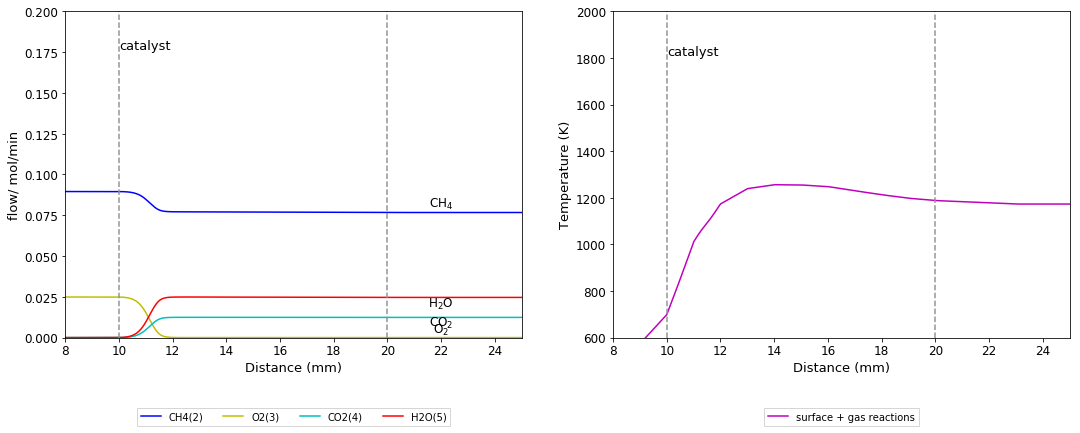 0.200
0.175
0.150
0.125
0.100
0.075
0.050
0.025
0.000
flow/ mol/min
catalyst
CH₄
H₂O
CO₂
O₂
8 10 12 14 16 18 20 22 24
Distance (mm)
CH4(2) O2(3) CO2(4) H2O(5)
2000
1800
1600
1400
1200
1000
800
600
Temperature (K)
catalyst
8 10 12 14 16 18 20 22 24
Distance (mm)
surface + gas reactions